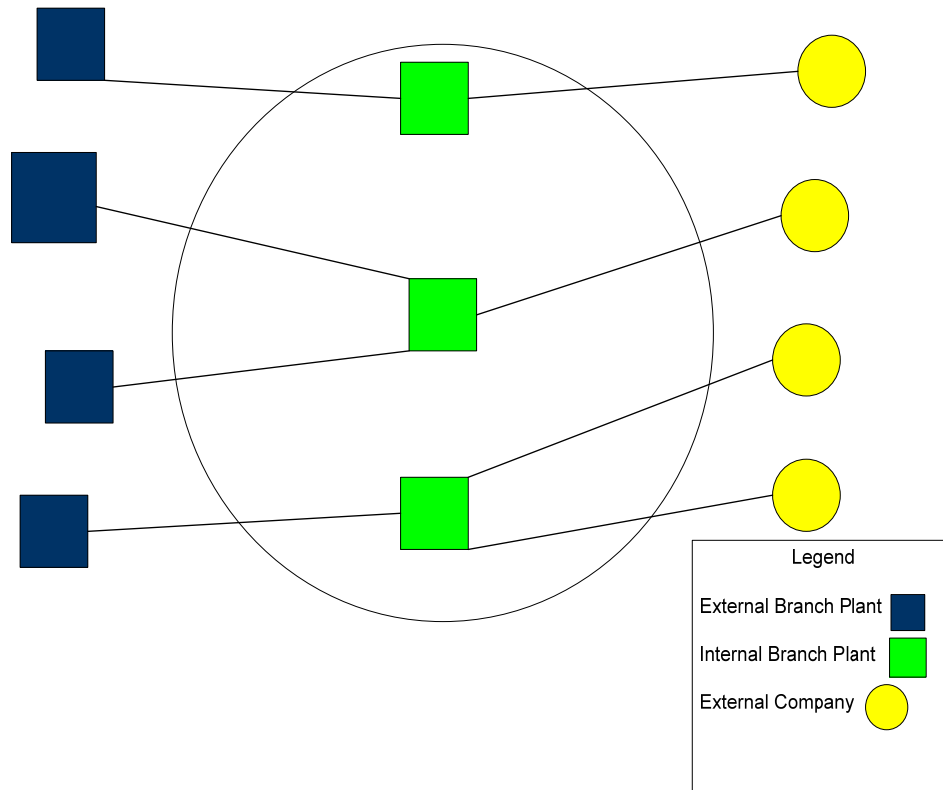 Legend
External Branch Plant
Internal Branch Plant
External Company